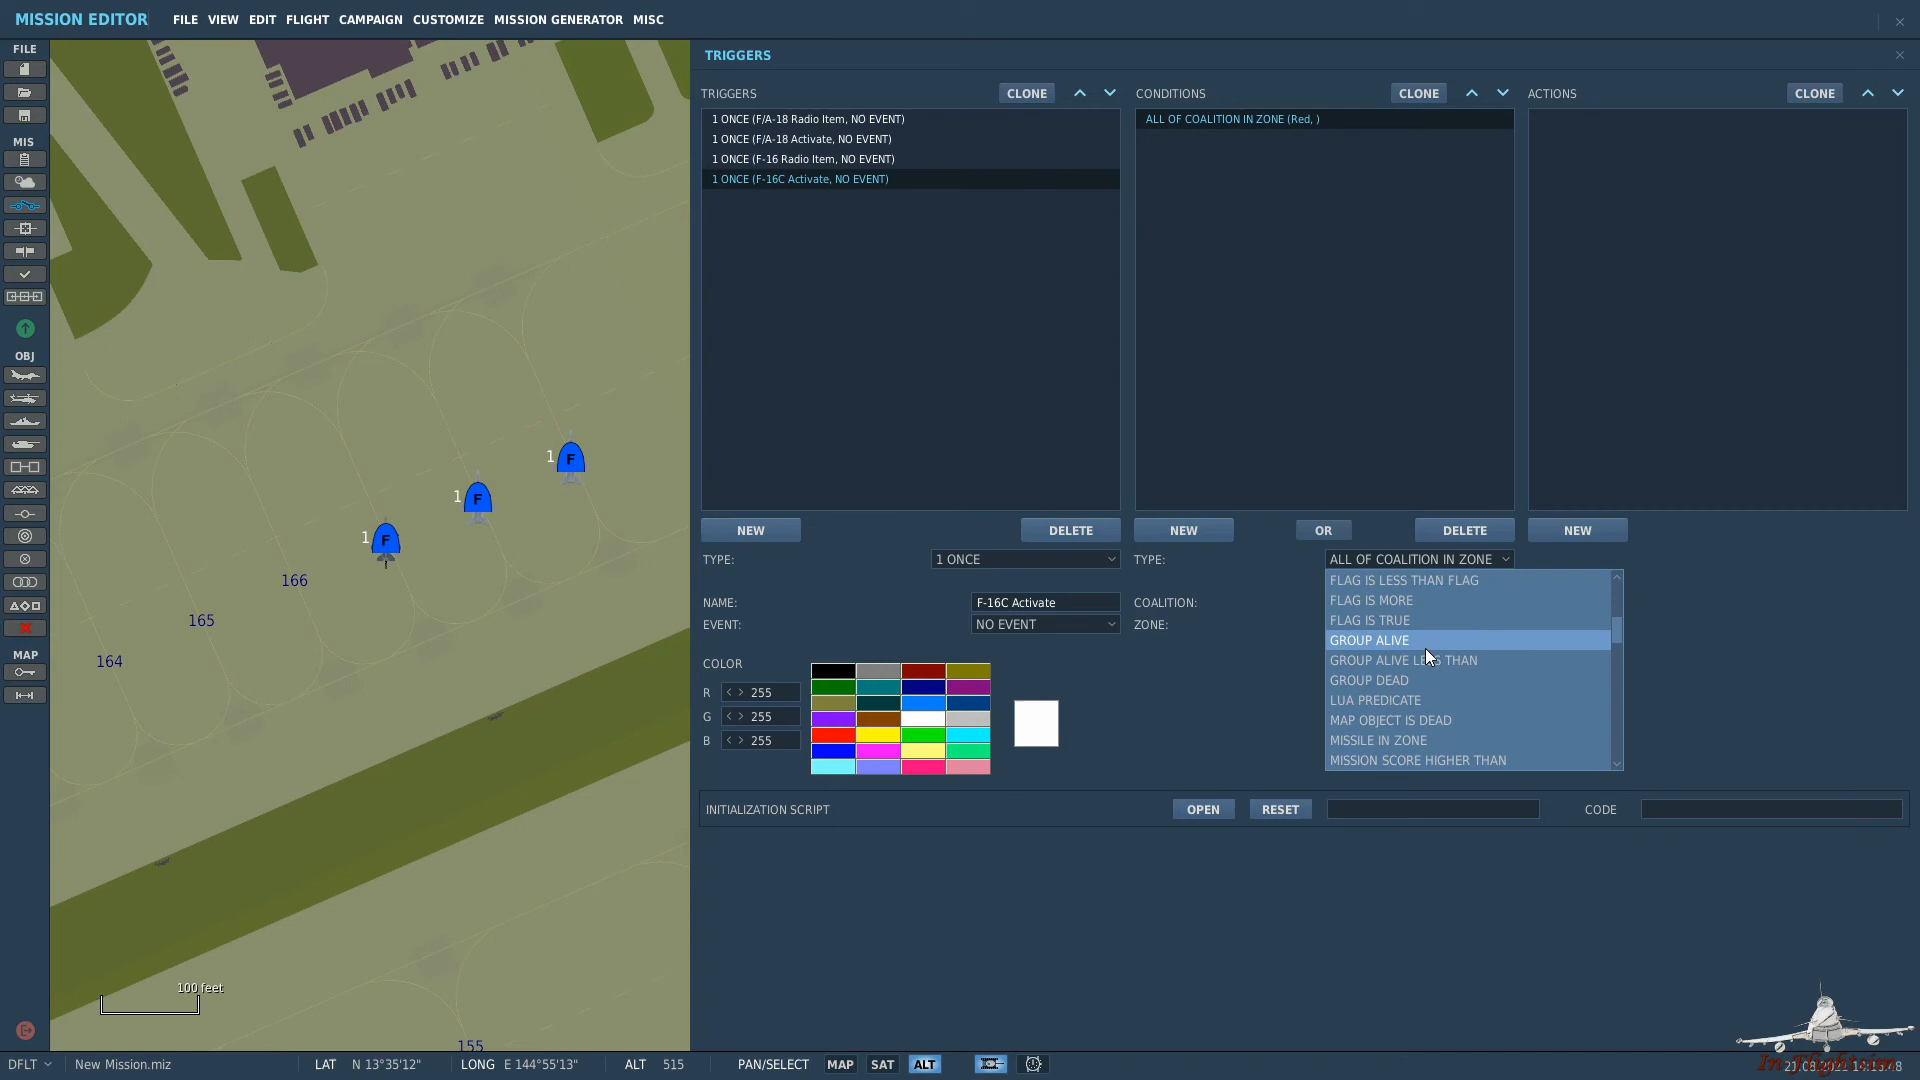 MISSION EDITOR FILE VIEW EDIT FLIGHT CAMPAIGN CUSTOMIZE MISSION GENERATOR MISC
FILE
MIS
OBJ
MAP
1 F
1 F
1 F
166
165
164
155
100 feet
TRIGGERS
TRIGGERS CLONE CONDITIONS CLONE ACTIONS CLONE
1 ONCE (F/A-18 Radio Item, NO EVENT)
1 ONCE (F/A-18 Activate, NO EVENT)
1 ONCE (F-16 Radio Item, NO EVENT)
1 ONCE (F-16C Activate, NO EVENT)
ALL OF COALITION IN ZONE (Red, )
NEW DELETE NEW OR DELETE NEW
TYPE: 1 ONCE
NAME: F-16C Activate
EVENT: NO EVENT
COLOR
R < > 255
G < > 255
B < > 255
TYPE: ALL OF COALITION IN ZONE
COALITION:
ZONE:
FLAG IS LESS THAN FLAG
FLAG IS MORE
FLAG IS TRUE
GROUP ALIVE
GROUP ALIVE LESS THAN
GROUP DEAD
LUA PREDICATE
MAP OBJECT IS DEAD
MISSILE IN ZONE
MISSION SCORE HIGHER THAN
INITIALIZATION SCRIPT OPEN RESET CODE
DFLT New Mission.miz LAT N 13°35'12" LONG E 144°55'13" ALT 515 PAN/SELECT MAP SAT ALT